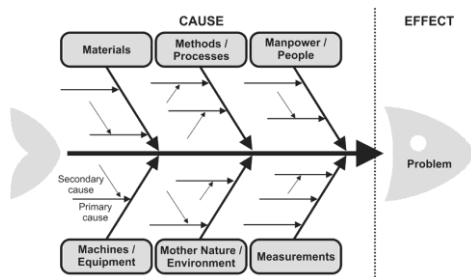 CAUSE
EFFECT
Materials
Methods /
Processes
Manpower /
People
Problem
Secondary
cause
Primary
cause
Machines /
Equipment
Mother Nature /
Environment
Measurements